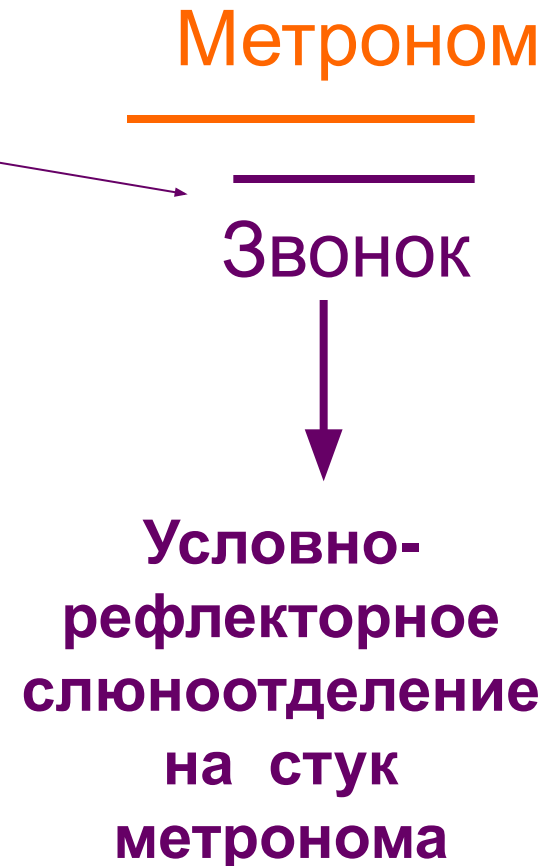 Метроном
Звонок
Условно-
рефлекторное
слюноотделение
на стук
метронома